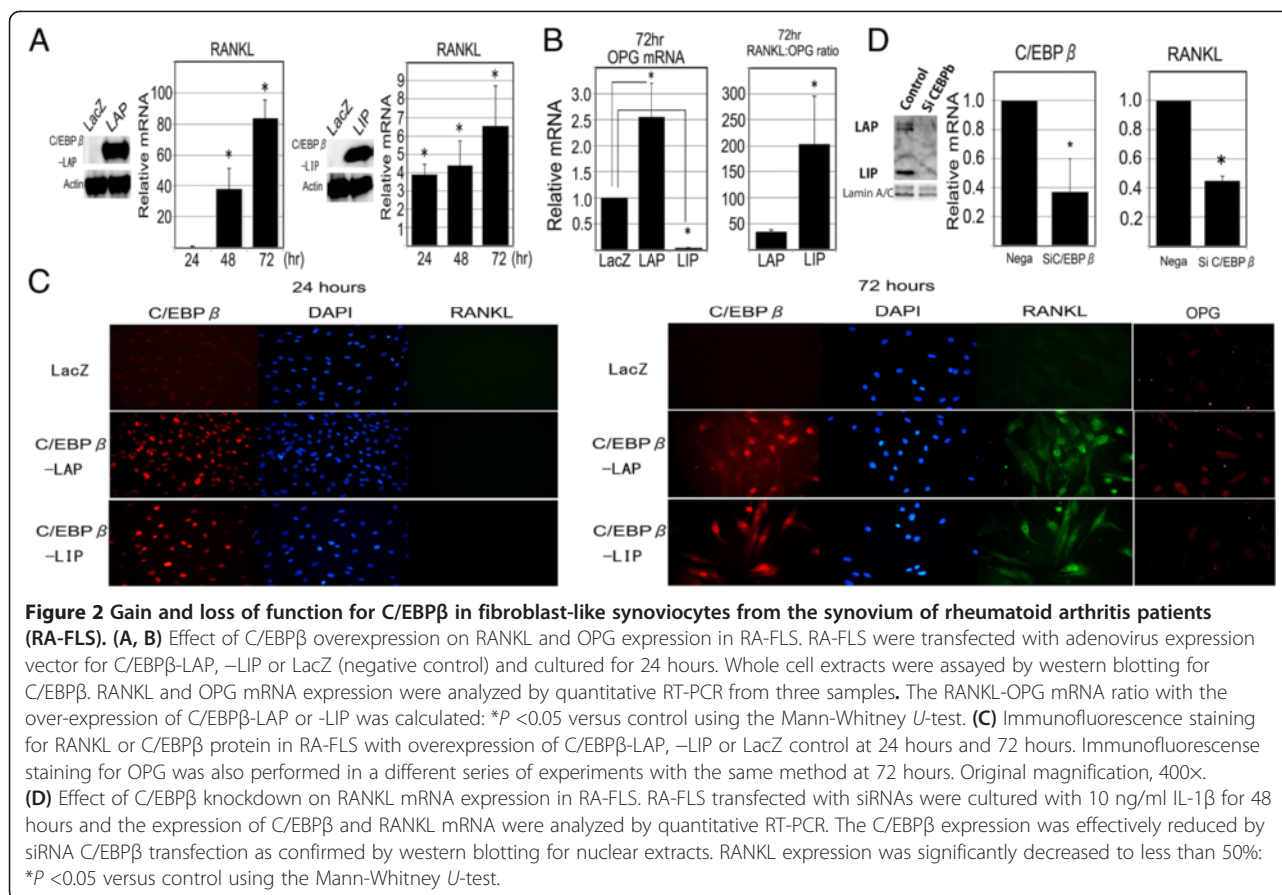 A
RANKL
LacZ
LAP
C/EBP β
-LAP
Actin
Relative mRNA
100
80
60
40
20
24 48 72 (hr)
*
*
RANKL
LacZ
LIP
C/EBP β
-LIP
Actin
Relative mRNA
9
8
7
6
5
4
3
2
1
0
24 48 72 (hr)
*
*
*
B
72hr
OPG mRNA
Relative mRNA
3.5
3.0
2.5
2.0
1.5
1.0
0.5
LacZ LAP LIP
*
*
72hr
RANKL:OPG ratio
300
250
200
150
100
50
LAP LIP
*
D
Control
Si CEBPb
LAP
LIP
Lamin A/C
C/EBP β
Relative mRNA
1.0
0.8
0.6
0.4
0.2
Nega SiC/EBP β
*
RANKL
1.0
0.8
0.6
0.4
0.2
Nega Si C/EBP β
*
C
24 hours
C/EBP β DAPI RANKL
LacZ
C/EBP β
-LAP
C/EBP β
-LIP
72 hours
C/EBP β DAPI RANKL OPG
LacZ
C/EBP β
-LAP
C/EBP β
-LIP
Figure 2 Gain and loss of function for C/EBPβ in fibroblast-like synoviocytes from the synovium of rheumatoid arthritis patients
(RA-FLS). (A, B) Effect of C/EBPβ overexpression on RANKL and OPG expression in RA-FLS. RA-FLS were transfected with adenovirus expression
vector for C/EBPβ-LAP, –LIP or LacZ (negative control) and cultured for 24 hours. Whole cell extracts were assayed by western blotting for
C/EBPβ. RANKL and OPG mRNA expression were analyzed by quantitative RT-PCR from three samples. The RANKL-OPG mRNA ratio with the
over-expression of C/EBPβ-LAP or -LIP was calculated: *P <0.05 versus control using the Mann-Whitney U-test. (C) Immunofluorescence staining
for RANKL or C/EBPβ protein in RA-FLS with overexpression of C/EBPβ-LAP, –LIP or LacZ control at 24 hours and 72 hours. Immunofluorescense
staining for OPG was also performed in a different series of experiments with the same method at 72 hours. Original magnification, 400×.
(D) Effect of C/EBPβ knockdown on RANKL mRNA expression in RA-FLS. RA-FLS transfected with siRNAs were cultured with 10 ng/ml IL-1β for 48
hours and the expression of C/EBPβ and RANKL mRNA were analyzed by quantitative RT-PCR. The C/EBPβ expression was effectively reduced by
siRNA C/EBPβ transfection as confirmed by western blotting for nuclear extracts. RANKL expression was significantly decreased to less than 50%:
*P <0.05 versus control using the Mann-Whitney U-test.